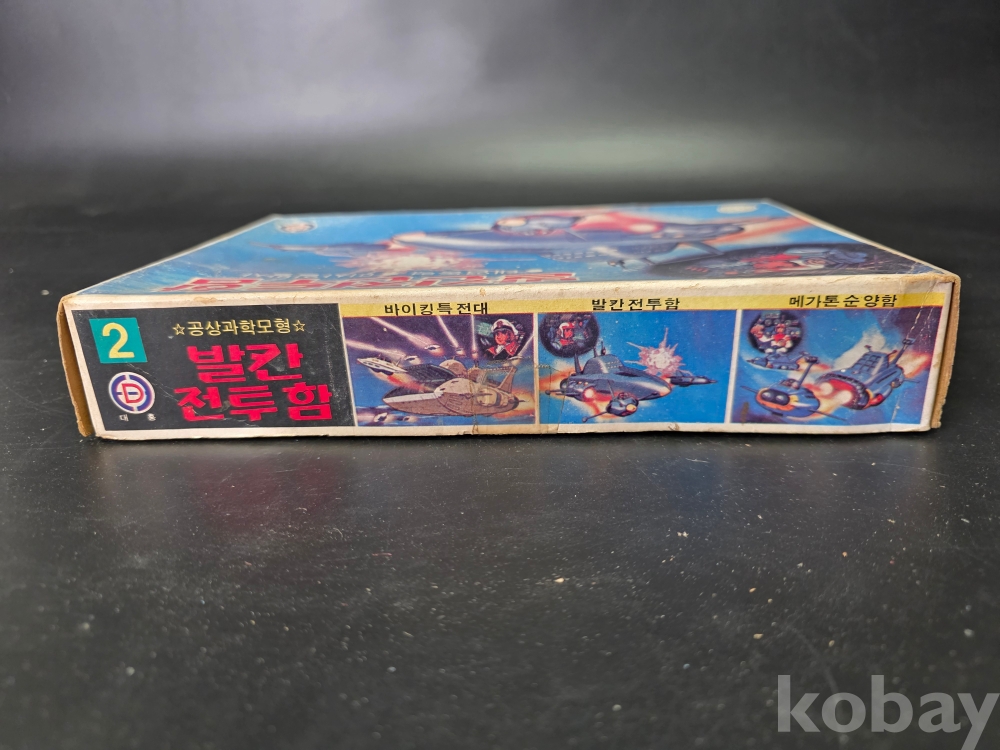 2
☆공상과학모형☆
발칸
전투함
대흥
바이킹특전대
발칸전투함
메가톤순양함
kobay